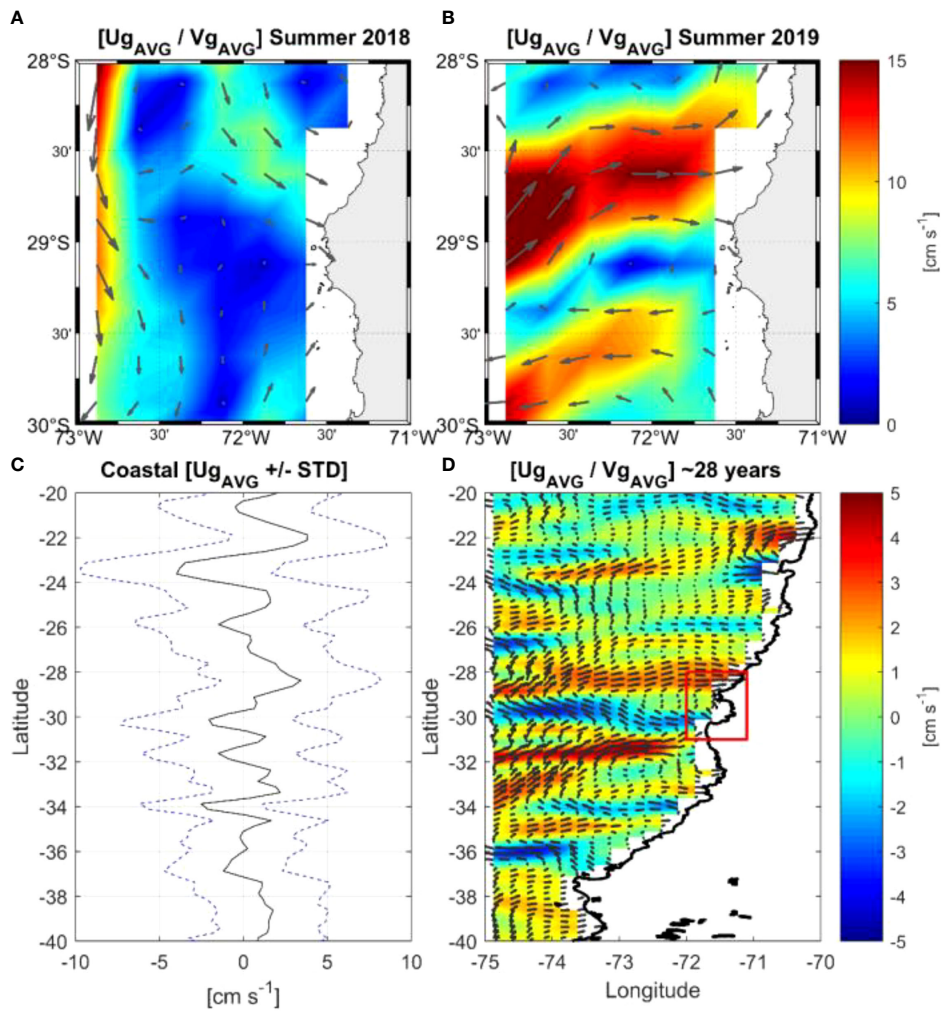 A
[Ug_AVG / Vg_AVG] Summer 2018
28°S
30'
29°S
30'
30°S
73°W
30'
72°W
30'
71°W
B
[Ug_AVG / Vg_AVG] Summer 2019
28°S
30'
29°S
30'
30°S
73°W
30'
72°W
30'
71°W
15
10
5
0
[cm s⁻¹]
C
Coastal [Ug_AVG +/- STD]
Latitude
-20
-22
-24
-26
-28
-30
-32
-34
-36
-38
-40
-10
-5
0
5
10
[cm s⁻¹]
D
[Ug_AVG / Vg_AVG] ~28 years
Latitude
-20
-22
-24
-26
-28
-30
-32
-34
-36
-38
-40
-75
-74
-73
-72
-71
-70
Longitude
5
4
3
2
1
0
-1
-2
-3
-4
-5
[cm s⁻¹]